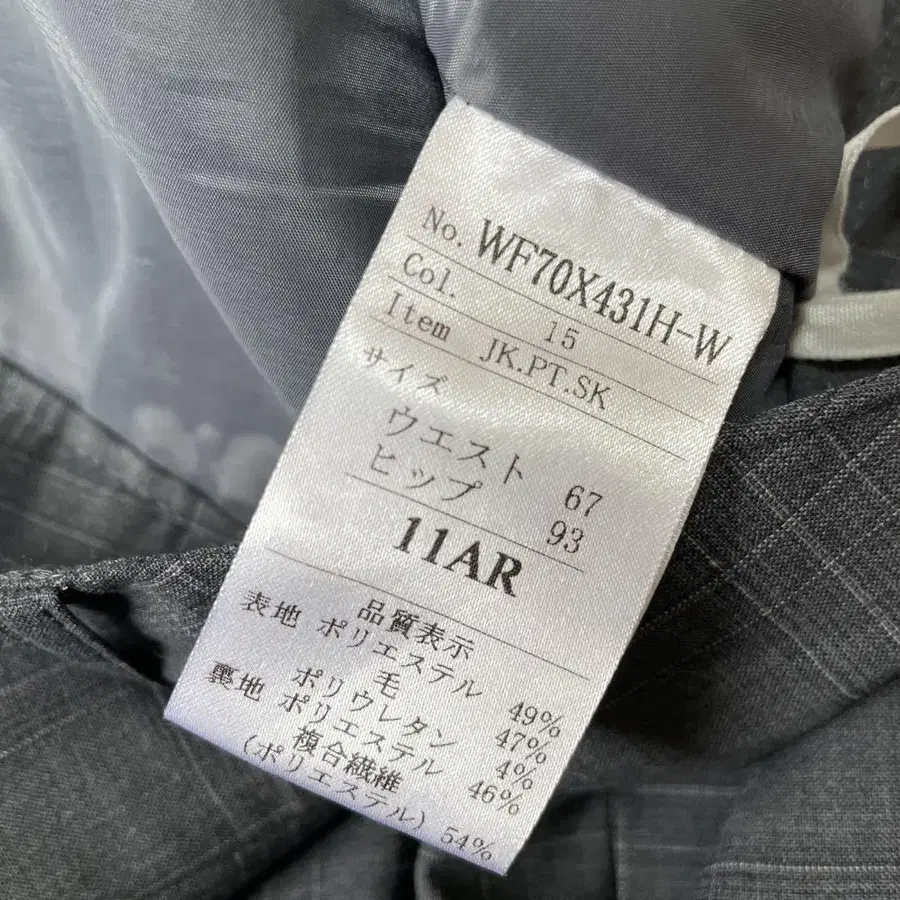 No. WF70X431H-W
Col. 15
Item JK.PT.SK
サイズ
ウエスト 67
ヒップ 93
11AR
品質表示
表地 ポリエステル 49%
毛 47%
ポリウレタン 4%
裏地 ポリエステル 46%
複合繊維
(ポリエステル) 54%